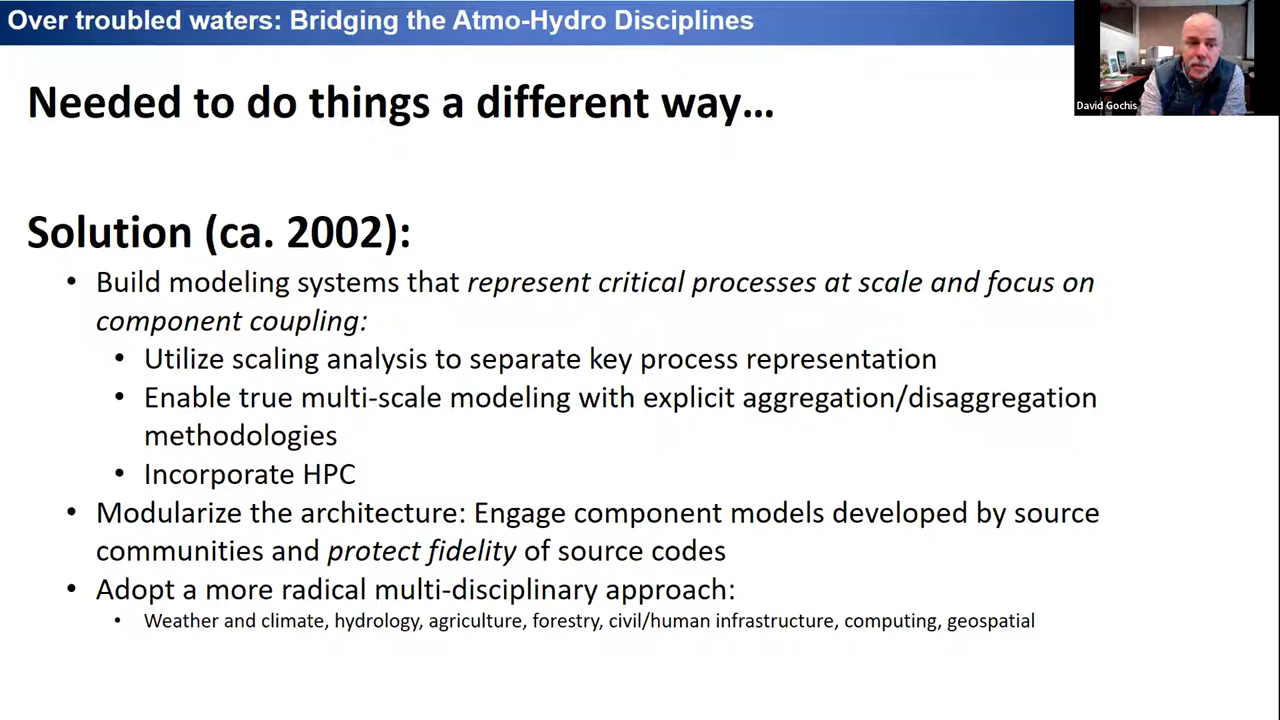 Over troubled waters: Bridging the Atmo-Hydro Disciplines
David Gochis
Needed to do things a different way...
Solution (ca. 2002):
• Build modeling systems that represent critical processes at scale and focus on
component coupling:
• Utilize scaling analysis to separate key process representation
• Enable true multi-scale modeling with explicit aggregation/disaggregation
methodologies
• Incorporate HPC
• Modularize the architecture: Engage component models developed by source
communities and protect fidelity of source codes
• Adopt a more radical multi-disciplinary approach:
• Weather and climate, hydrology, agriculture, forestry, civil/human infrastructure, computing, geospatial